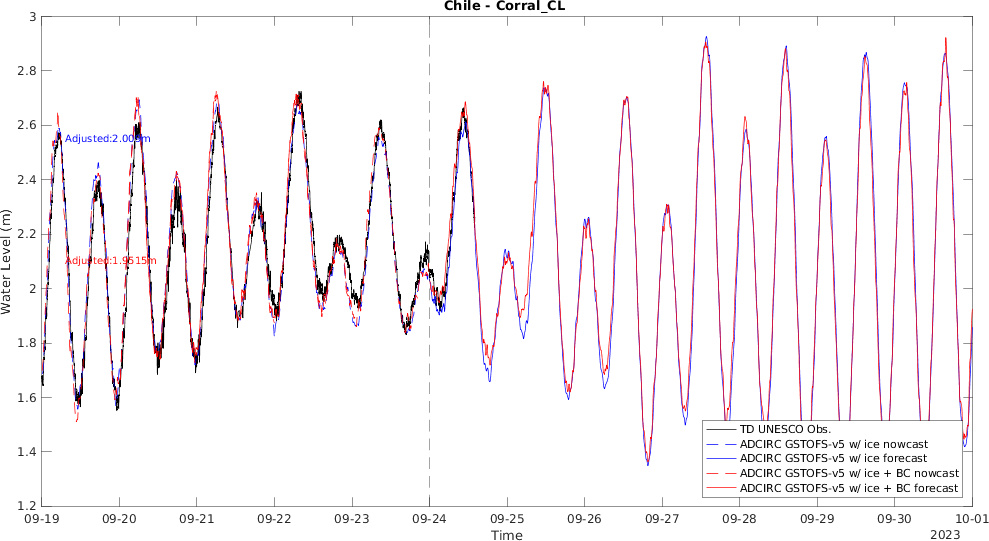 Chile - Corral_CL
3
2.8
2.6
2.4
2.2
2
1.8
1.6
1.4
1.2
Water Level (m)
Adjusted:1.9515m
TD UNESCO Obs.
ADCIRC GSTOFS-v5 w/ ice nowcast
ADCIRC GSTOFS-v5 w/ ice forecast
ADCIRC GSTOFS-v5 w/ ice + BC nowcast
ADCIRC GSTOFS-v5 w/ ice + BC forecast
09-19 09-20 09-21 09-22 09-23 09-24 09-25 09-26 09-27 09-28 09-29 09-30 10-01
Time
2023